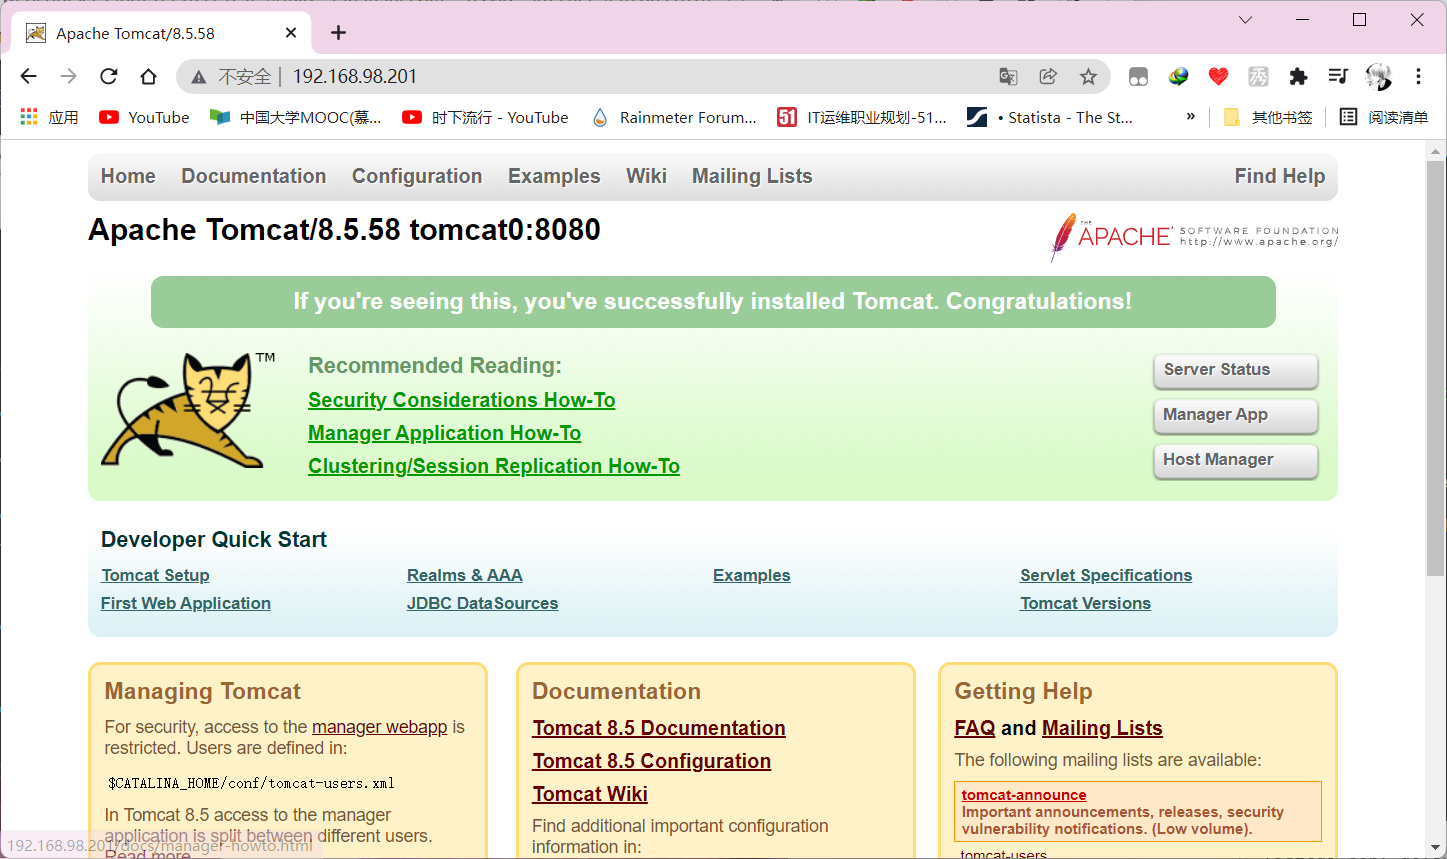 Apache Tomcat/8.5.58
不安全 | 192.168.98.201
应用 YouTube 中国大学MOOC(慕... 时下流行 - YouTube Rainmeter Forum... 51 IT运维职业规划-51... • Statista - The St... » 其他书签 阅读清单
Home Documentation Configuration Examples Wiki Mailing Lists Find Help
Apache Tomcat/8.5.58 tomcat0:8080
THE APACHE SOFTWARE FOUNDATION
http://www.apache.org/
If you're seeing this, you've successfully installed Tomcat. Congratulations!
TM
Recommended Reading:
Security Considerations How-To
Manager Application How-To
Clustering/Session Replication How-To
Server Status
Manager App
Host Manager
Developer Quick Start
Tomcat Setup
First Web Application
Realms & AAA
JDBC DataSources
Examples
Servlet Specifications
Tomcat Versions
Managing Tomcat
For security, access to the manager webapp is
restricted. Users are defined in:
$CATALINA_HOME/conf/tomcat-users.xml
In Tomcat 8.5 access to the manager
application is split between different users.
Read more...
192.168.98.201/docs/manager-howto.html
Documentation
Tomcat 8.5 Documentation
Tomcat 8.5 Configuration
Tomcat Wiki
Find additional important configuration
information in:
Getting Help
FAQ and Mailing Lists
The following mailing lists are available:
tomcat-announce
Important announcements, releases, security
vulnerability notifications. (Low volume).
tomcat-users